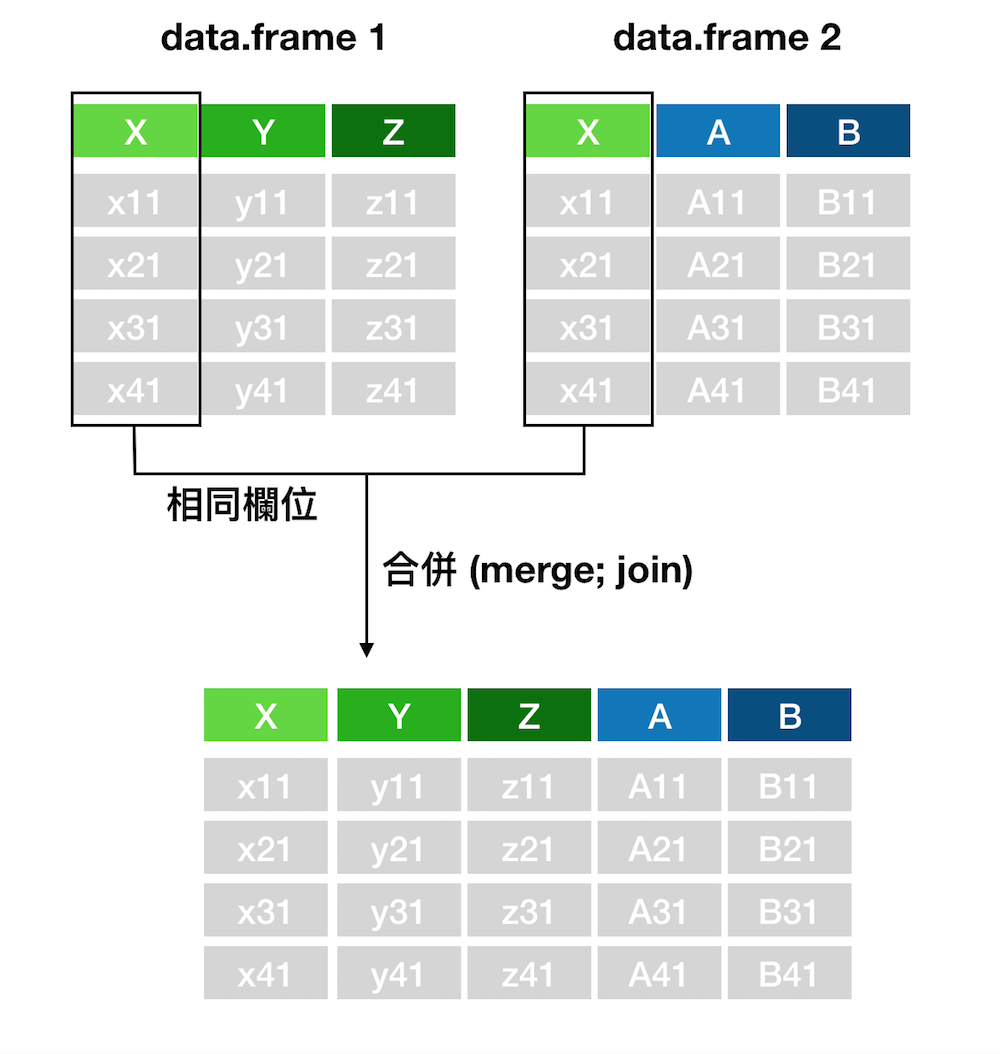 data.frame 1
data.frame 2
X Y Z
x11 y11 z11
x21 y21 z21
x31 y31 z31
x41 y41 z41
X A B
x11 A11 B11
x21 A21 B21
x31 A31 B31
x41 A41 B41
相同欄位
合併 (merge; join)
X Y Z A B
x11 y11 z11 A11 B11
x21 y21 z21 A21 B21
x31 y31 z31 A31 B31
x41 y41 z41 A41 B41